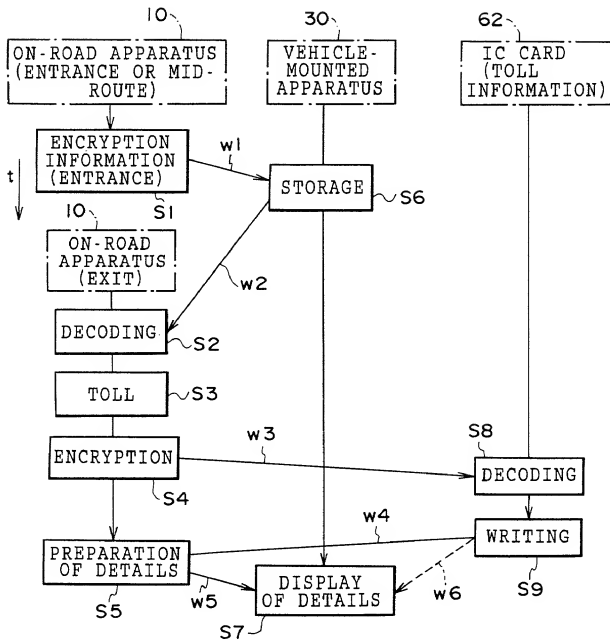 10
ON-ROAD APPARATUS
(ENTRANCE OR MID-
ROUTE)
30
VEHICLE-
MOUNTED
APPARATUS
62
IC CARD
(TOLL
INFORMATION)
ENCRYPTION
INFORMATION
(ENTRANCE)
S1
w1
STORAGE
S6
t
10
ON-ROAD
APPARATUS
(EXIT)
w2
DECODING
S2
TOLL
S3
ENCRYPTION
S4
w3
S8
DECODING
WRITING
S9
w4
PREPARATION
OF DETAILS
S5
w5
DISPLAY
OF DETAILS
S7
w6